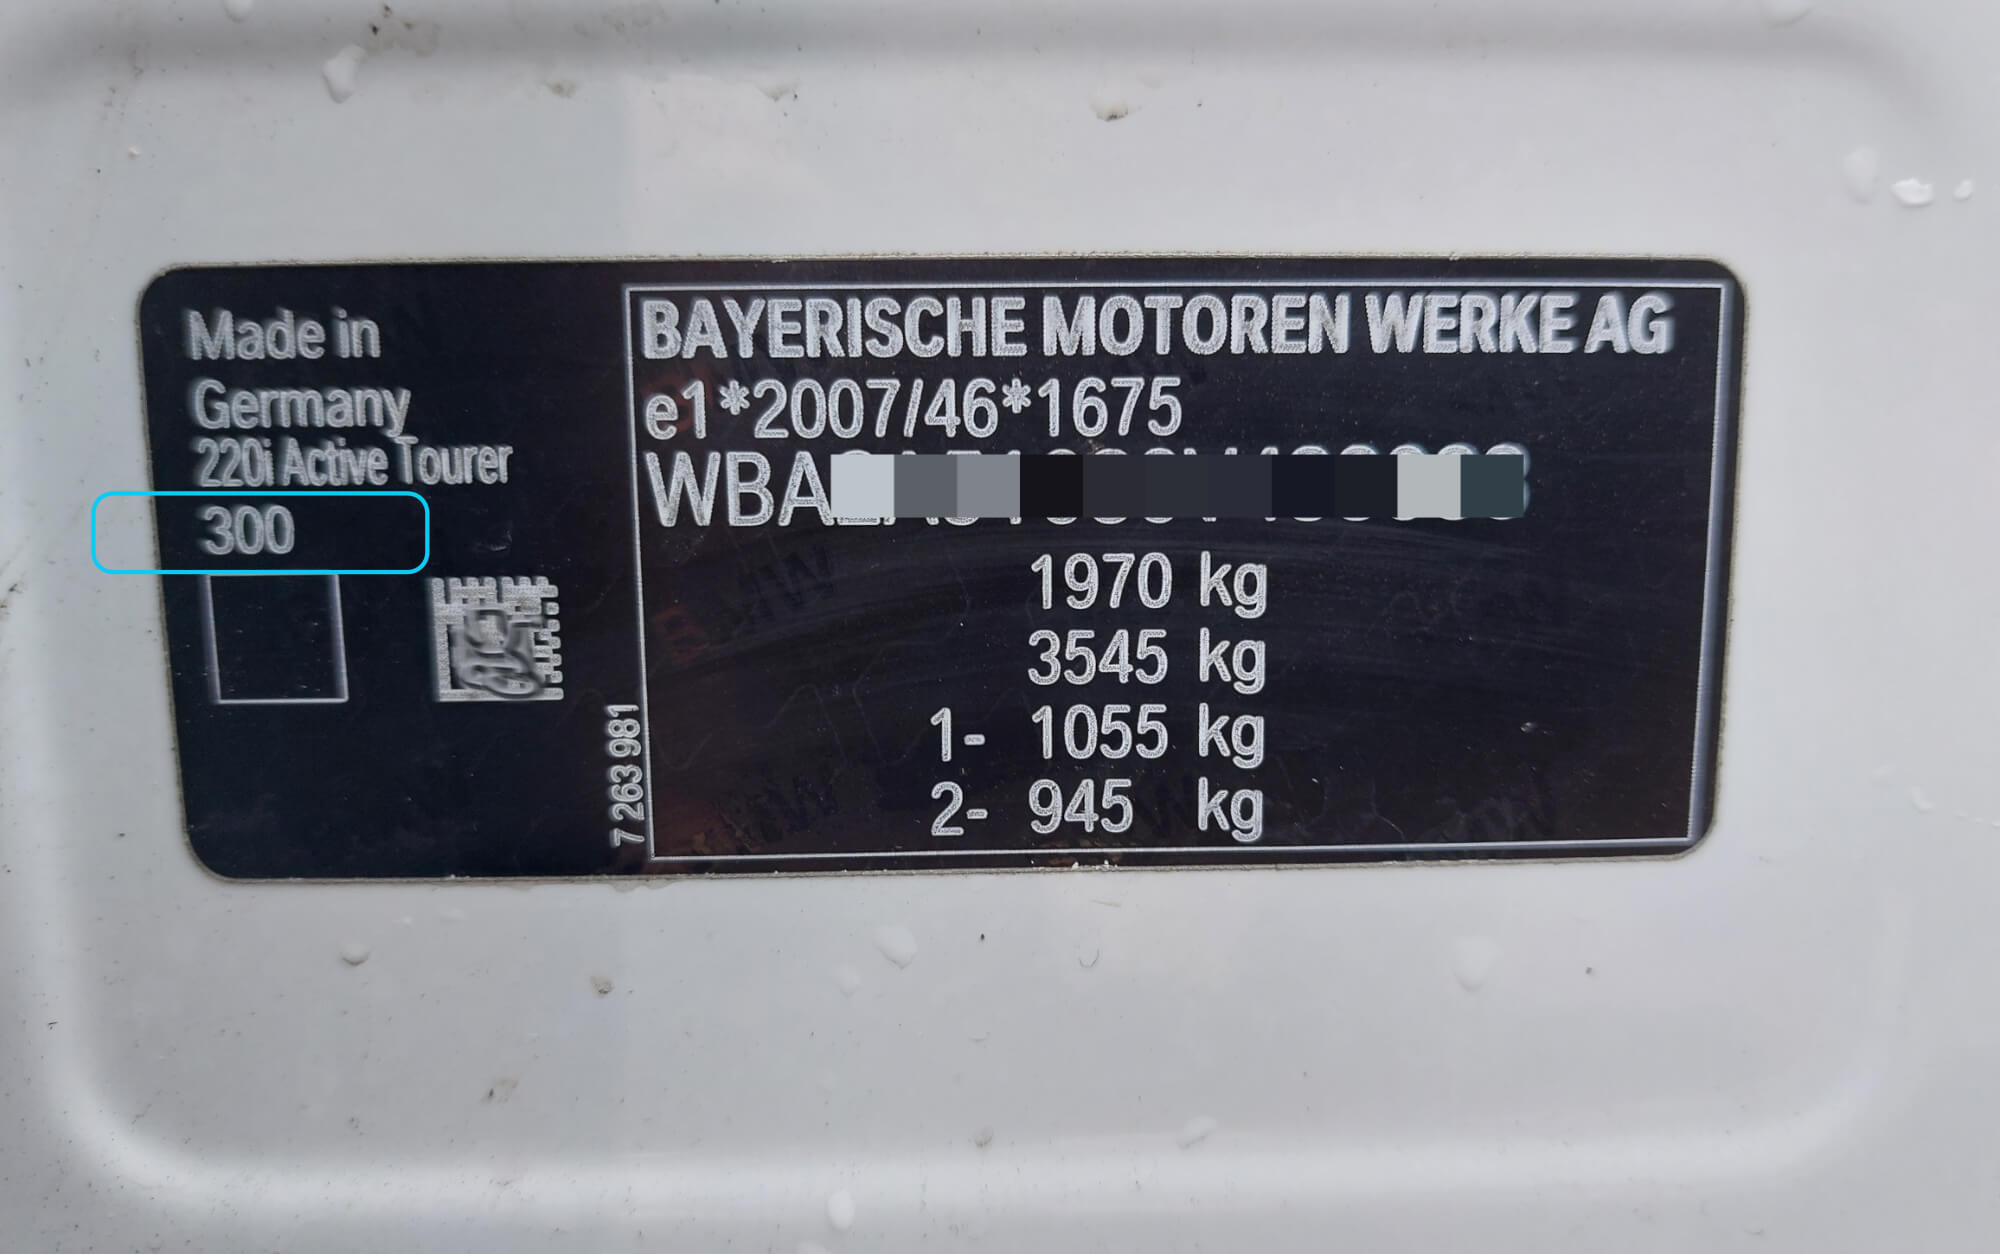 Made in
Germany
220i Active Tourer
300
7 263 981
BAYERISCHE MOTOREN WERKE AG
e1*2007/46*1675
WBA
1970 kg
3545 kg
1- 1055 kg
2- 945 kg